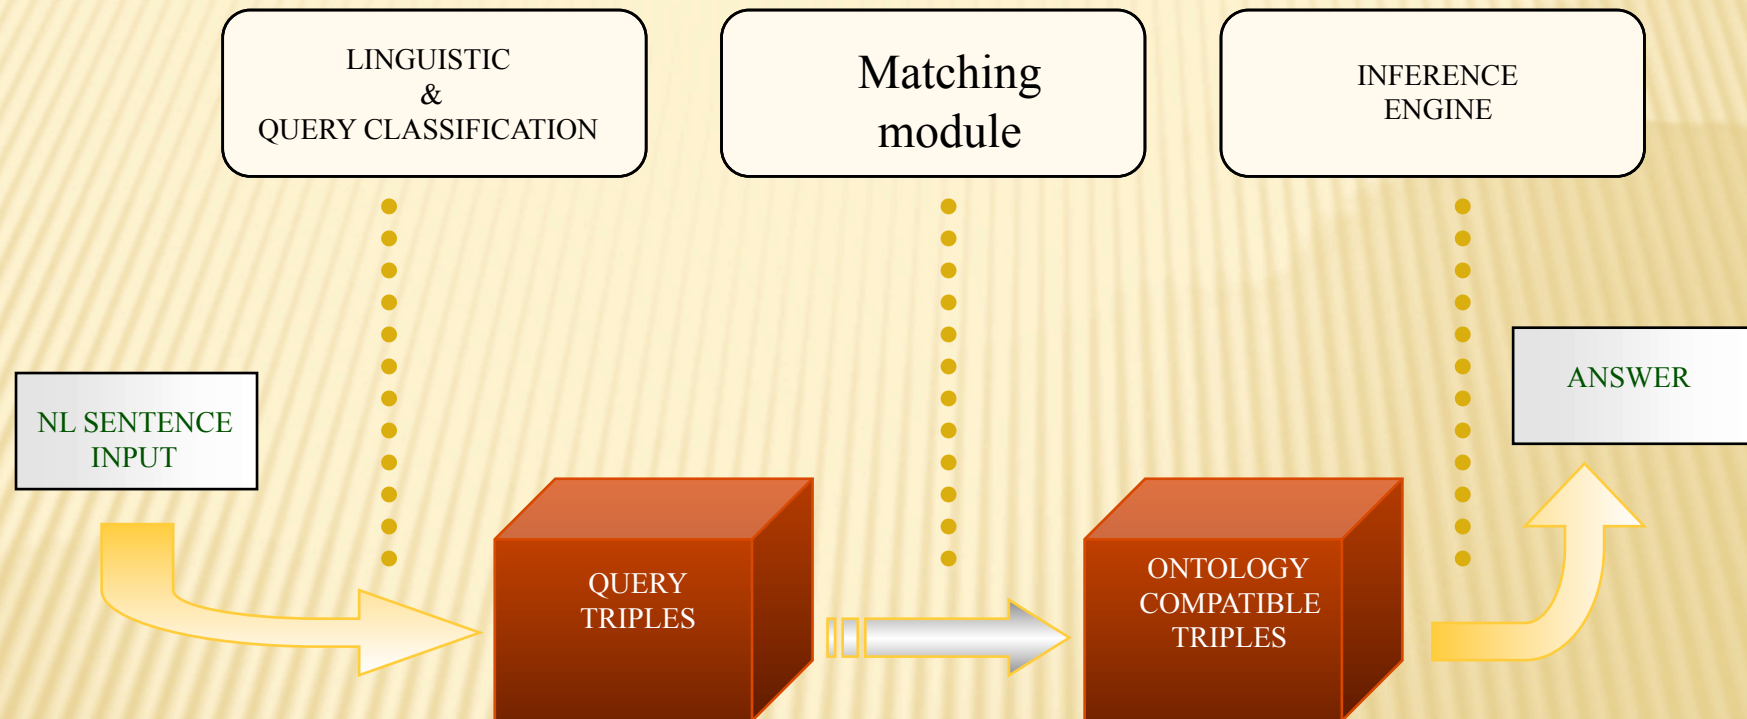 LINGUISTIC
&
QUERY CLASSIFICATION
Matching
module
INFERENCE
ENGINE
NL SENTENCE
INPUT
QUERY
TRIPLES
ONTOLOGY
COMPATIBLE
TRIPLES
ANSWER